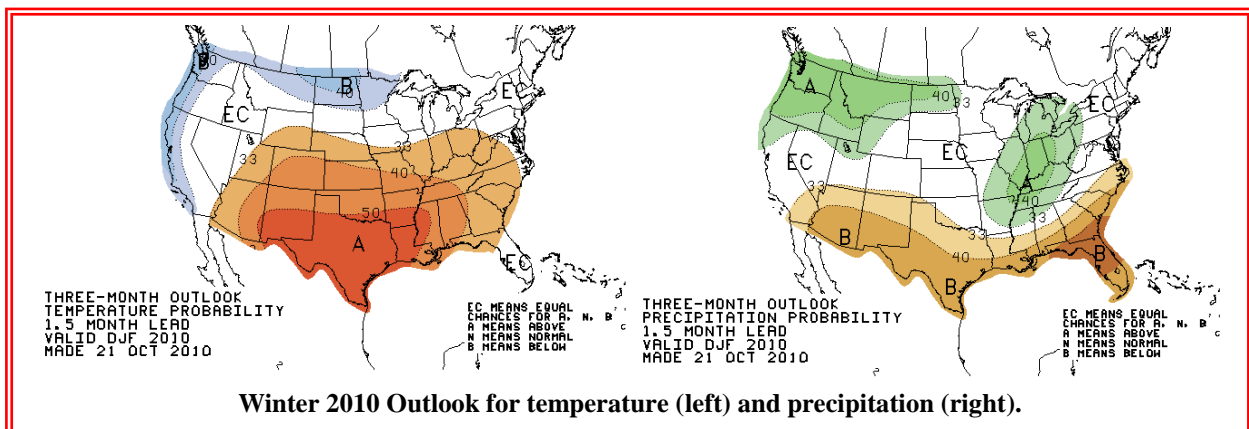 B
40
B
40
EC
EC
33
33
40
50
A
EC
THREE-MONTH OUTLOOK
TEMPERATURE PROBABILITY
1.5 MONTH LEAD
VALID DJF 2010
MADE 21 OCT 2010
EC MEANS EQUAL
CHANCES FOR A, N, B
A MEANS ABOVE
N MEANS NORMAL
B MEANS BELOW
A
40
33
EC
EC
EC
A
40
33
33
33
B
40
B
B
THREE-MONTH OUTLOOK
PRECIPITATION PROBABILITY
1.5 MONTH LEAD
VALID DJF 2010
MADE 21 OCT 2010
EC MEANS EQUAL
CHANCES FOR A, N, B
A MEANS ABOVE
N MEANS NORMAL
B MEANS BELOW
Winter 2010 Outlook for temperature (left) and precipitation (right).